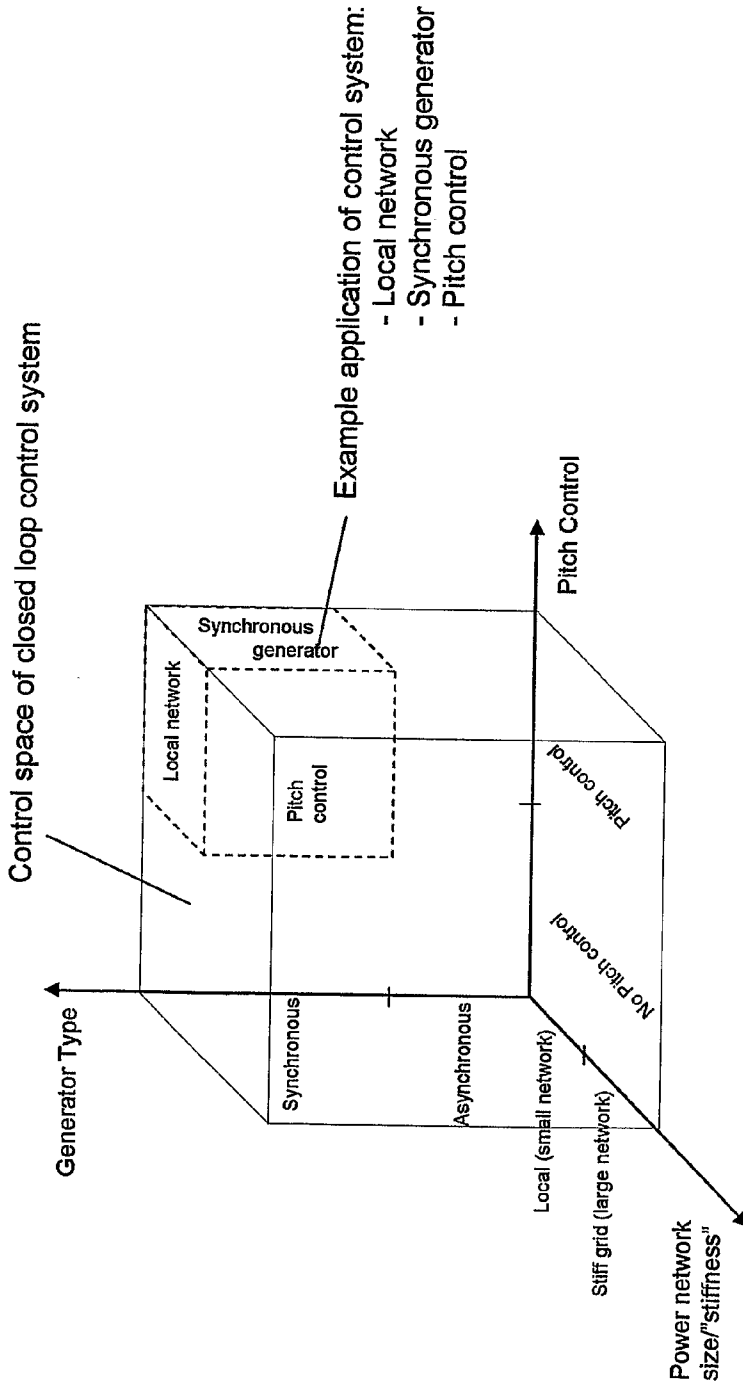 Control space of closed loop control system
Generator Type
Local network
Synchronous
generator
Pitch
control
Example application of control system:
- Local network
- Synchronous generator
- Pitch control
Synchronous
Asynchronous
Local (small network)
Stiff grid (large network)
No Pitch control
Pitch control
Pitch Control
Power network
size/"stiffness"